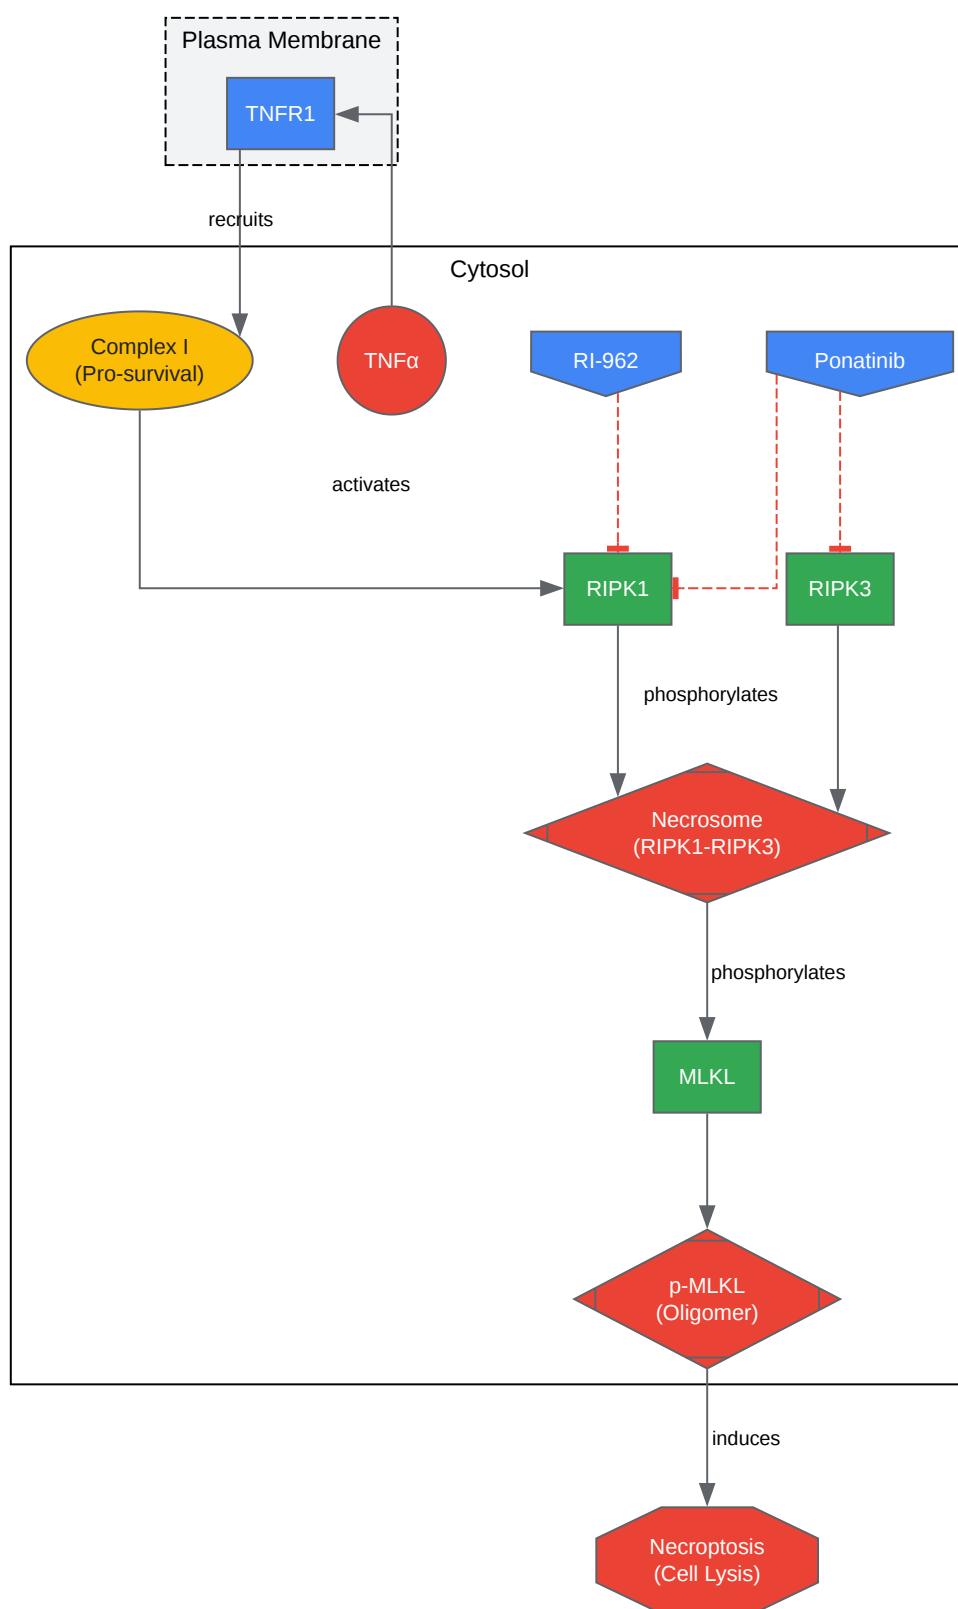 Plasma Membrane
TNFR1
recruits
Cytosol
Complex I
(Pro-survival)
TNFα
RI-962
Ponatinib
activates
RIPK1
RIPK3
phosphorylates
Necrosome
(RIPK1-RIPK3)
phosphorylates
MLKL
p-MLKL
(Oligomer)
induces
Necroptosis
(Cell Lysis)